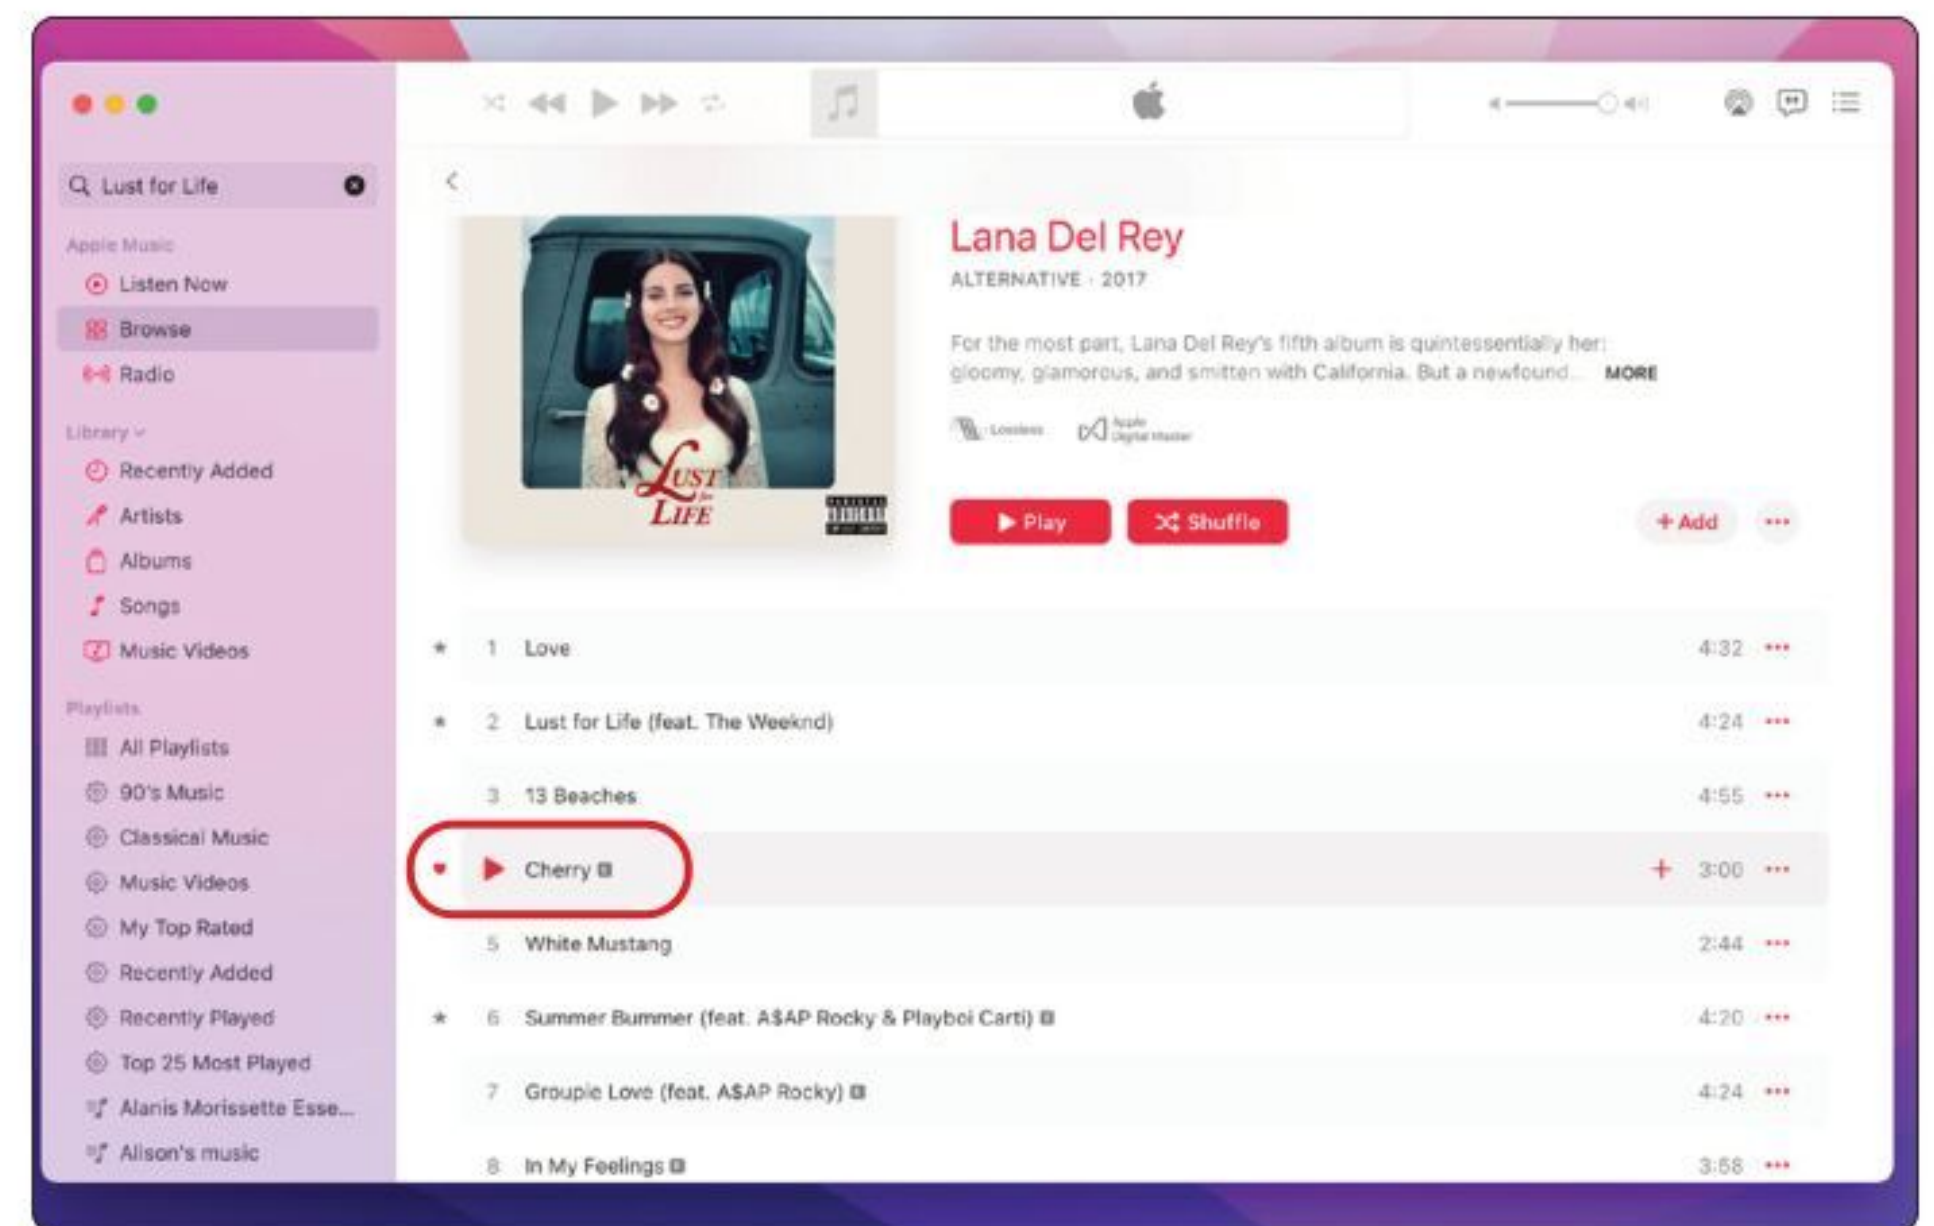 Lust for Life
Apple Music
Listen Now
Browse
Radio
Library
Recently Added
Artists
Albums
Songs
Music Videos
Playlists
All Playlists
90's Music
Classical Music
Music Videos
My Top Rated
Recently Added
Recently Played
Top 25 Most Played
Alanis Morissette Esse...
Alison's music
LUST
for
LIFE
Lana Del Rey
ALTERNATIVE · 2017
For the most part, Lana Del Rey's fifth album is quintessentially her:
gloomy, glamorous, and smitten with California. But a newfound... MORE
Lossless
Apple
Digital Master
Play
Shuffle
+ Add
1 Love 4:32
2 Lust for Life (feat. The Weeknd) 4:24
3 13 Beaches 4:55
Cherry E 3:00
5 White Mustang 2:44
6 Summer Bummer (feat. A$AP Rocky & Playboi Carti) E 4:20
7 Groupie Love (feat. A$AP Rocky) E 4:24
8 In My Feelings E 3:58